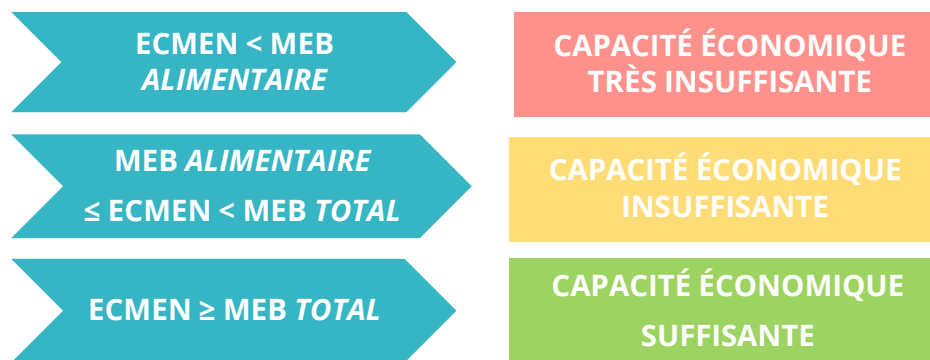 ECMEN < MEB
ALIMENTAIRE
CAPACITÉ ÉCONOMIQUE
TRÈS INSUFFISANTE
MEB ALIMENTAIRE
≤ ECMEN < MEB TOTAL
CAPACITÉ ÉCONOMIQUE
INSUFFISANTE
ECMEN ≥ MEB TOTAL
CAPACITÉ ÉCONOMIQUE
SUFFISANTE